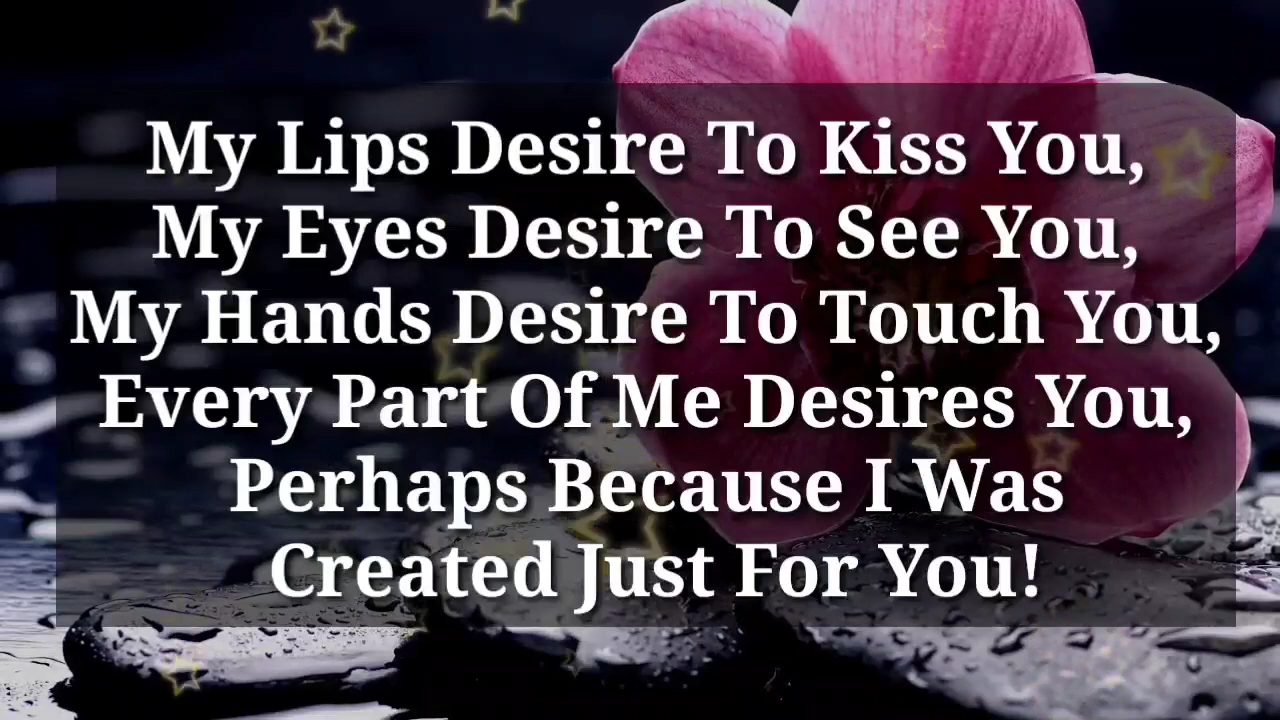 My Lips Desire To Kiss You,
My Eyes Desire To See You,
My Hands Desire To Touch You,
Every Part Of Me Desires You,
Perhaps Because I Was
Created Just For You!